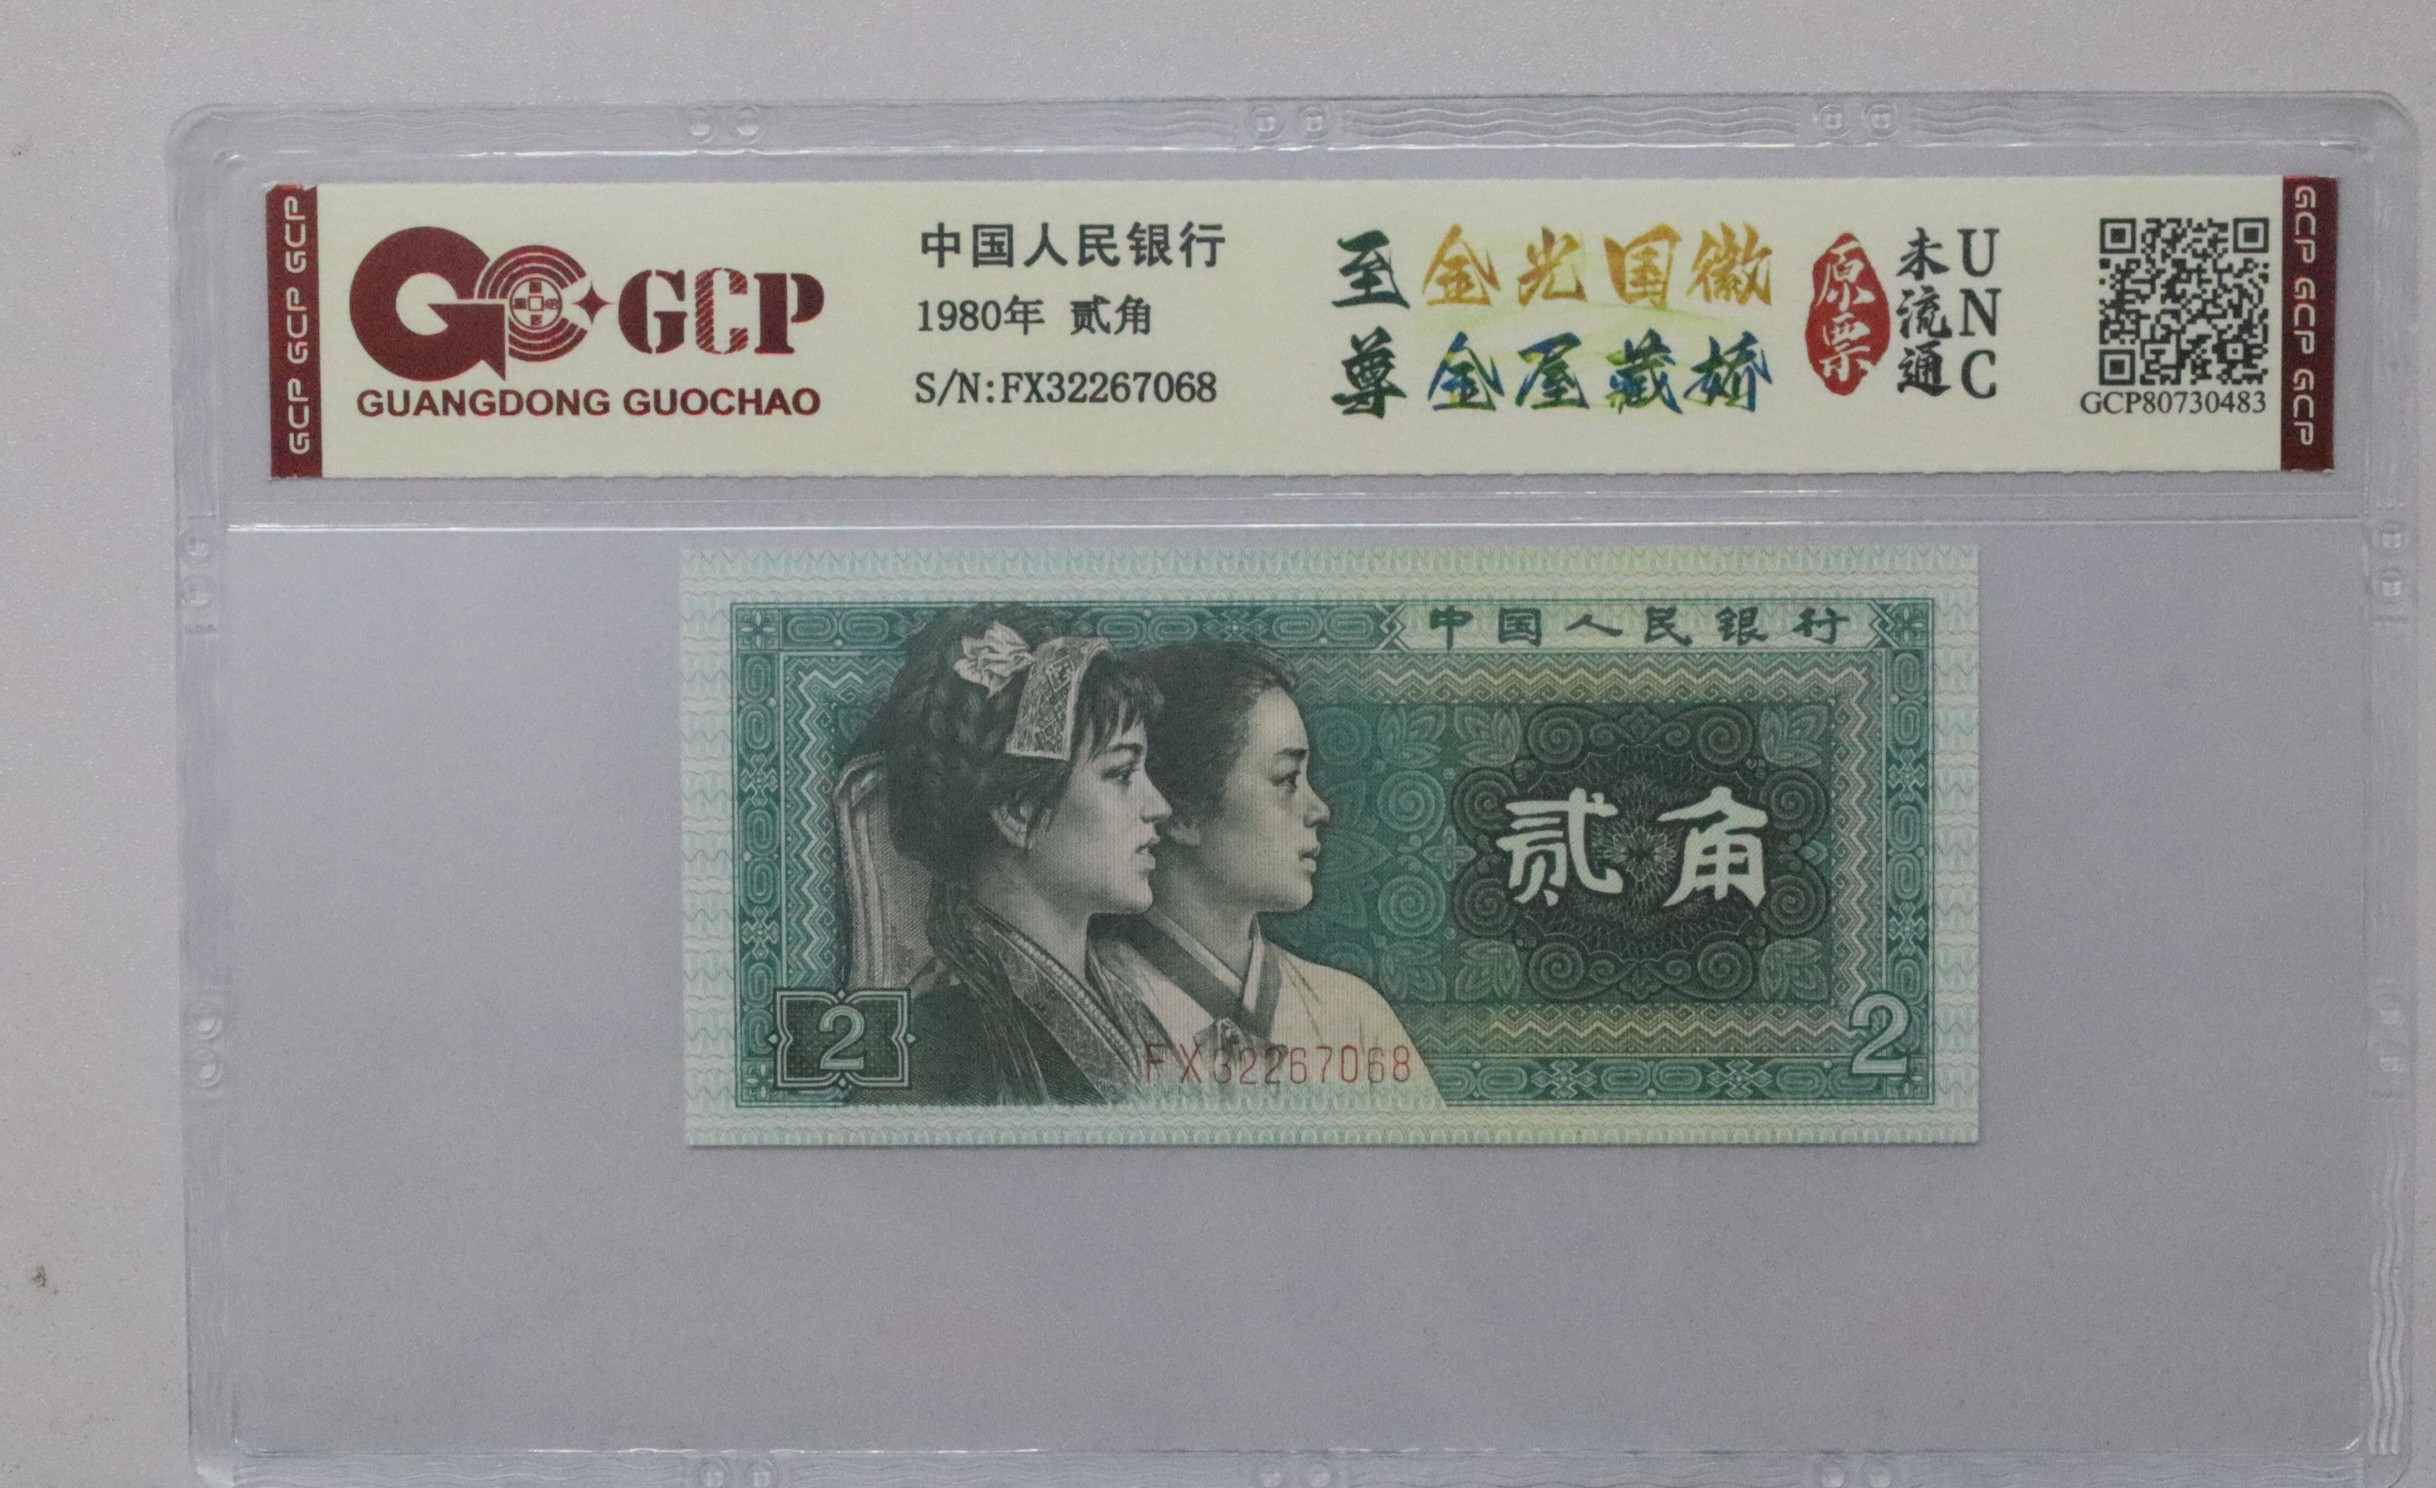 GCP GCP GCP
GCP
GUANGDONG GUOCHAO
中国人民银行
1980年 贰角
S/N:FX32267068
至尊
金光国徽
金屋藏娇
原票
未流通
UNC
GCP80730483
GCP GCP GCP
中国人民银行
贰角
2
FX32267068
2